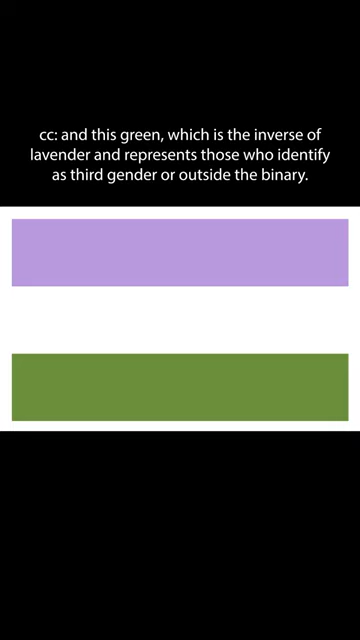 cc: and this green, which is the inverse of
lavender and represents those who identify
as third gender or outside the binary.